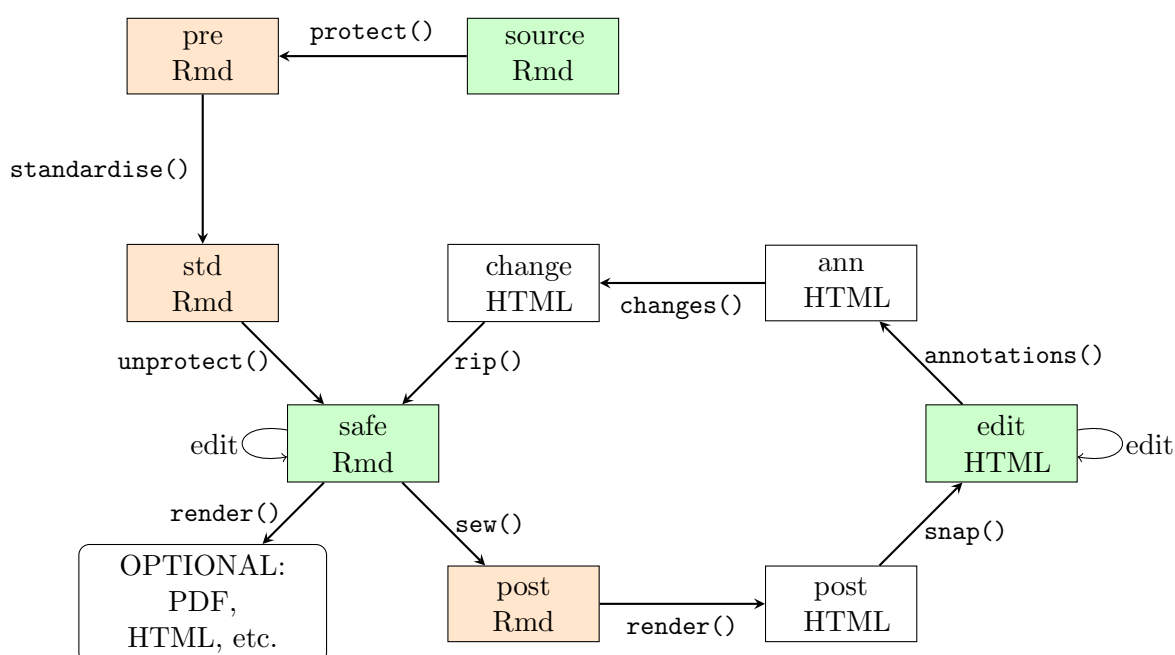 pre
Rmd
protect()
source
Rmd
standardise()
std
Rmd
change
HTML
changes()
ann
HTML
unprotect()
rip()
annotations()
edit
safe
Rmd
edit
HTML
edit
render()
sew()
snap()
OPTIONAL:
PDF,
HTML, etc.
post
Rmd
render()
post
HTML